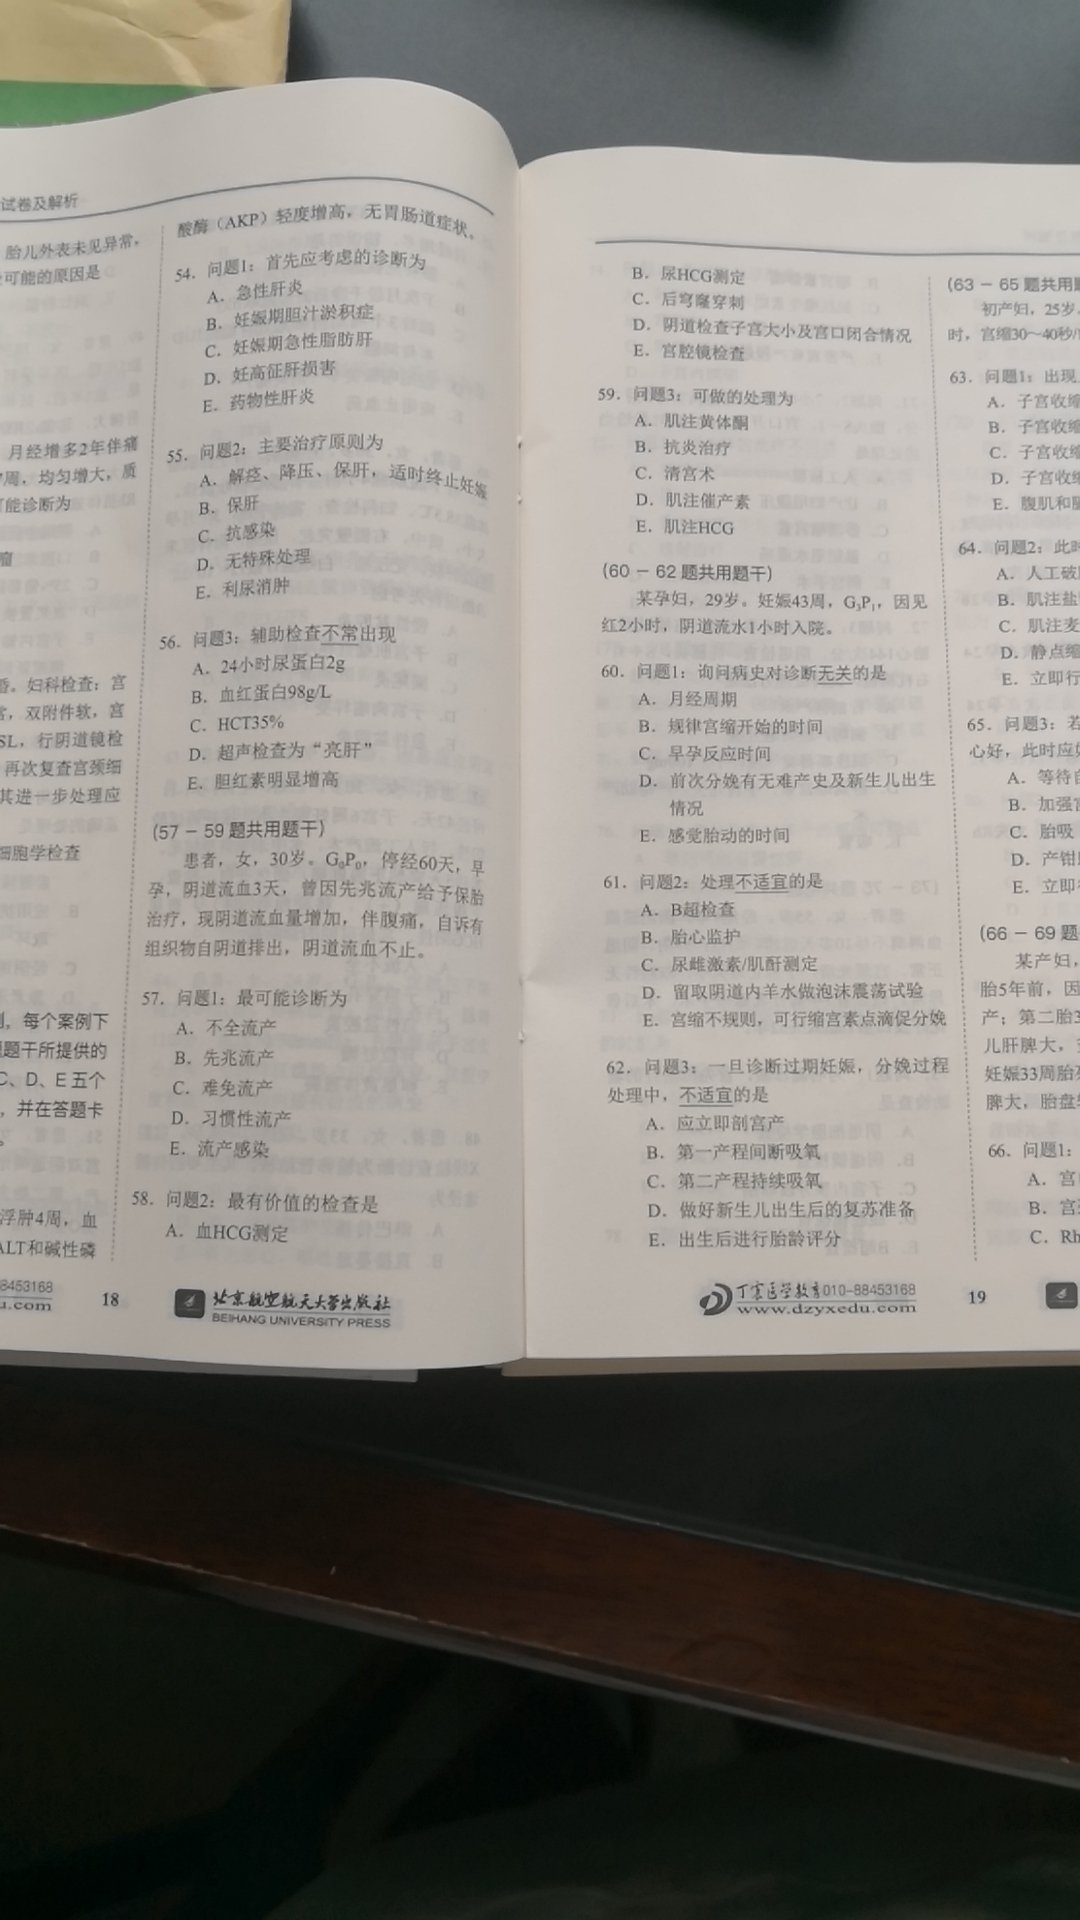 试卷及解析
胎儿外表未见异常，
可能的原因是
月经增多2年伴痛
周，均匀增大，质
可能诊断为
瘤
妇科检查：宫
双附件软，宫
SL，行阴道镜检
再次复查宫颈细
其进一步处理应
细胞学检查
每个案例下
题干所提供的
C、D、E五个
，并在答题卡
浮肿4周，血
ALT和碱性磷
酸酶（AKP）轻度增高，无胃肠道症状。
54．问题1：首先应考虑的诊断为
A．急性肝炎
B．妊娠期胆汁淤积症
C．妊娠期急性脂肪肝
D．妊高征肝损害
E．药物性肝炎
55．问题2：主要治疗原则为
A．解痉、降压、保肝，适时终止妊娠
B．保肝
C．抗感染
D．无特殊处理
E．利尿消肿
56．问题3：辅助检查不常出现
A．24小时尿蛋白2g
B．血红蛋白98g/L
C．HCT35%
D．超声检查为“亮肝”
E．胆红素明显增高
（57－59题共用题干）
患者，女，30岁。G₀P₀，停经60天，早
孕，阴道流血3天，曾因先兆流产给予保胎
治疗，现阴道流血量增加，伴腹痛，自诉有
组织物自阴道排出，阴道流血不止。
57．问题1：最可能诊断为
A．不全流产
B．先兆流产
C．难免流产
D．习惯性流产
E．流产感染
58．问题2：最有价值的检查是
A．血HCG测定
88453168
u.com
18
北京航空航天大学出版社
BEIHANG UNIVERSITY PRESS
B．尿HCG测定
C．后穹窿穿刺
D．阴道检查子宫大小及宫口闭合情况
E．宫腔镜检查
59．问题3：可做的处理为
A．肌注黄体酮
B．抗炎治疗
C．清宫术
D．肌注催产素
E．肌注HCG
（60－62题共用题干）
某孕妇，29岁。妊娠43周，G₃P₁，因见
红2小时，阴道流水1小时入院。
60．问题1：询问病史对诊断无关的是
A．月经周期
B．规律宫缩开始的时间
C．早孕反应时间
D．前次分娩有无难产史及新生儿出生
情况
E．感觉胎动的时间
61．问题2：处理不适宜的是
A．B超检查
B．胎心监护
C．尿雌激素/肌酐测定
D．留取阴道内羊水做泡沫震荡试验
E．宫缩不规则，可行缩宫素点滴促分娩
62．问题3：一旦诊断过期妊娠，分娩过程
处理中，不适宜的是
A．应立即剖宫产
B．第一产程间断吸氧
C．第二产程持续吸氧
D．做好新生儿出生后的复苏准备
E．出生后进行胎龄评分
（63－65题共用
初产妇，25岁
时，宫缩30～40秒/
63．问题1：出现
A．子宫收缩
B．子宫收缩
C．子宫收缩
D．子宫收缩
E．腹肌和
64．问题2：此时
A．人工破
B．肌注盐
C．肌注麦
D．静点缩
E．立即行
65．问题3：若
心好，此时应
A．等待自
B．加强宫
C．胎吸
D．产钳
E．立即
（66－69题
某产妇，
胎5年前，因
产；第二胎3
儿肝脾大，
妊娠33周胎
脾大，胎盘
66．问题1：
A．宫
B．宫
C．Rh
丁震医学教育010-88453168
www.dzyxedu.com
19